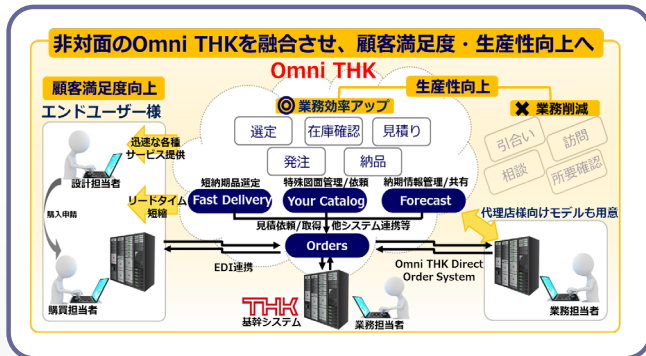 非対面のOmni THKを融合させ、顧客満足度・生産性向上へ
Omni THK
顧客満足度向上
エンドユーザー様
生産性向上
◎ 業務効率アップ
✖ 業務削減
選定
在庫確認
見積り
発注
納品
引合い
訪問
相談
所要確認
迅速な各種
サービス提供
設計担当者
購入申請
リードタイム
短縮
短納期品選定
特殊図面管理/依頼
納期情報管理/共有
Fast Delivery
Your Catalog
Forecast
代理店様向けモデルも用意
見積依頼/取得
他システム連携等
Orders
EDI連携
Omni THK Direct
Order System
購買担当者
THK
基幹システム
業務担当者
業務担当者